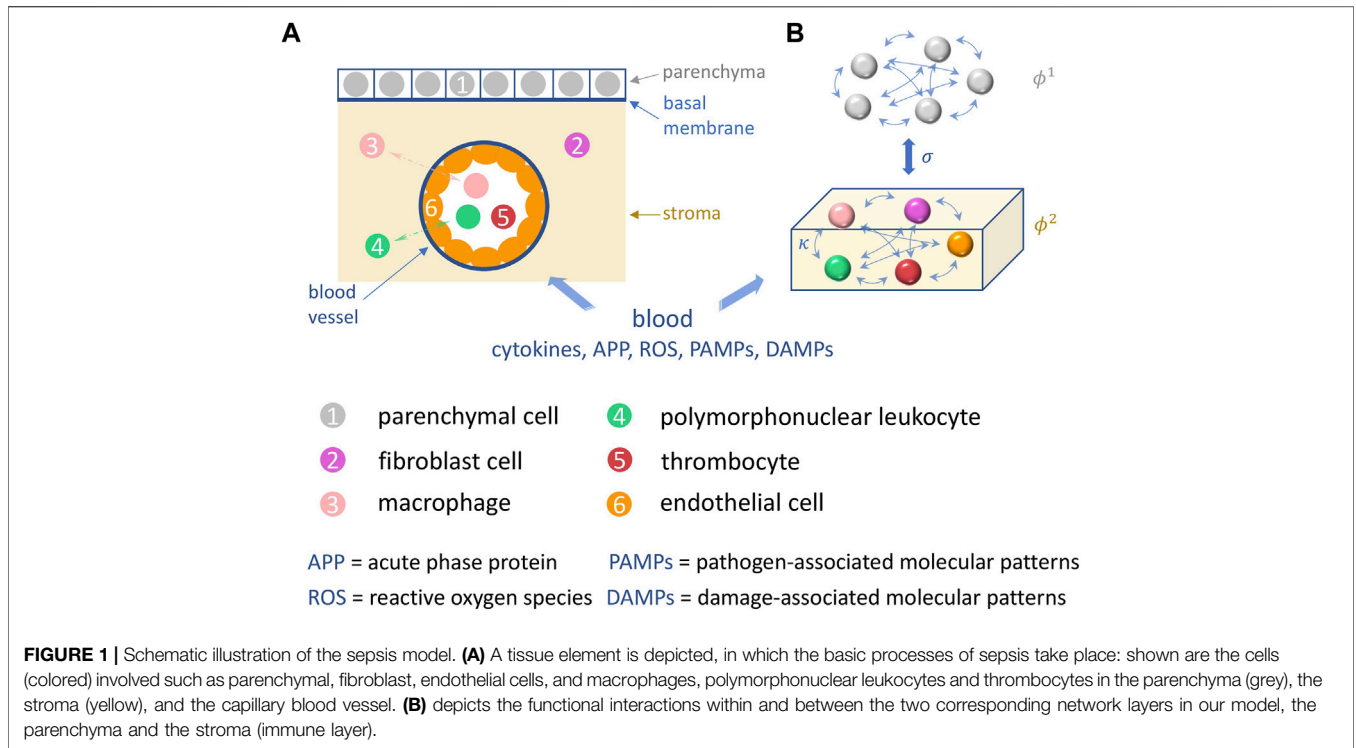 A
B
parenchyma
basal
membrane
stroma
blood
vessel
1
2
3
4
5
6
ϕ¹
σ
ϕ²
κ
blood
cytokines, APP, ROS, PAMPs, DAMPs
1 parenchymal cell
4 polymorphonuclear leukocyte
2 fibroblast cell
5 thrombocyte
3 macrophage
6 endothelial cell
APP = acute phase protein
PAMPs = pathogen-associated molecular patterns
ROS = reactive oxygen species
DAMPs = damage-associated molecular patterns
FIGURE 1 | Schematic illustration of the sepsis model. (A) A tissue element is depicted, in which the basic processes of sepsis take place: shown are the cells
(colored) involved such as parenchymal, fibroblast, endothelial cells, and macrophages, polymorphonuclear leukocytes and thrombocytes in the parenchyma (grey), the
stroma (yellow), and the capillary blood vessel. (B) depicts the functional interactions within and between the two corresponding network layers in our model, the
parenchyma and the stroma (immune layer).